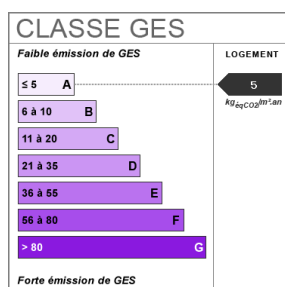 CLASSE GES
Faible émission de GES
LOGEMENT
≤ 5 A
5
kgéqCO2/m².an
6 à 10 B
11 à 20 C
21 à 35 D
36 à 55 E
56 à 80 F
> 80 G
Forte émission de GES